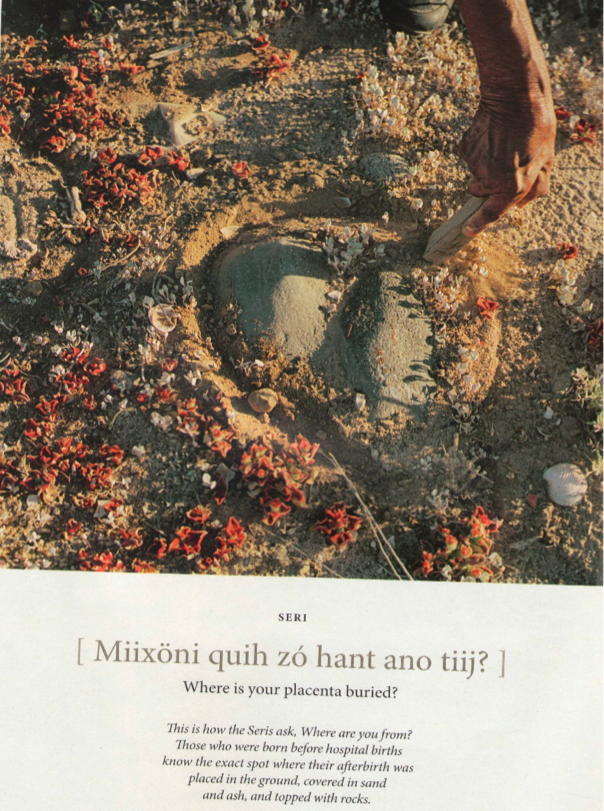 SERI
[ Miixöni quih zó hant ano tiij? ]
Where is your placenta buried?
This is how the Seris ask, Where are you from?
Those who were born before hospital births
know the exact spot where their afterbirth was
placed in the ground, covered in sand
and ash, and topped with rocks.